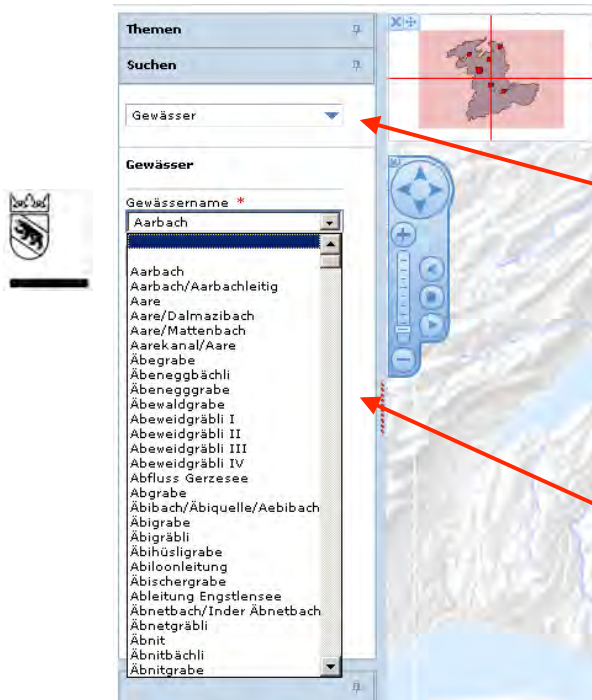 Themen
Suchen
Gewässer
Gewässer
Gewässername *
Aarbach
Aarbach
Aarbach/Aarbachleitig
Aare
Aare/Dalmazibach
Aare/Mattenbach
Aarekanal/Aare
Äbegrabe
Äbeneggbächli
Äbenegggrabe
Äbewaldgrabe
Abeweidgräbli I
Abeweidgräbli II
Abeweidgräbli III
Abeweidgräbli IV
Abfluss Gerzesee
Abgrabe
Äbibach/Äbiquelle/Aebibach
Äbigrabe
Äbigräbli
Äbihüsligrabe
Abiloonleitung
Äbischergrabe
Ableitung Engstlensee
Äbnetbach/Inder Äbnetbach
Äbnetgräbli
Äbnit
Äbnitbächli
Äbnitgrabe